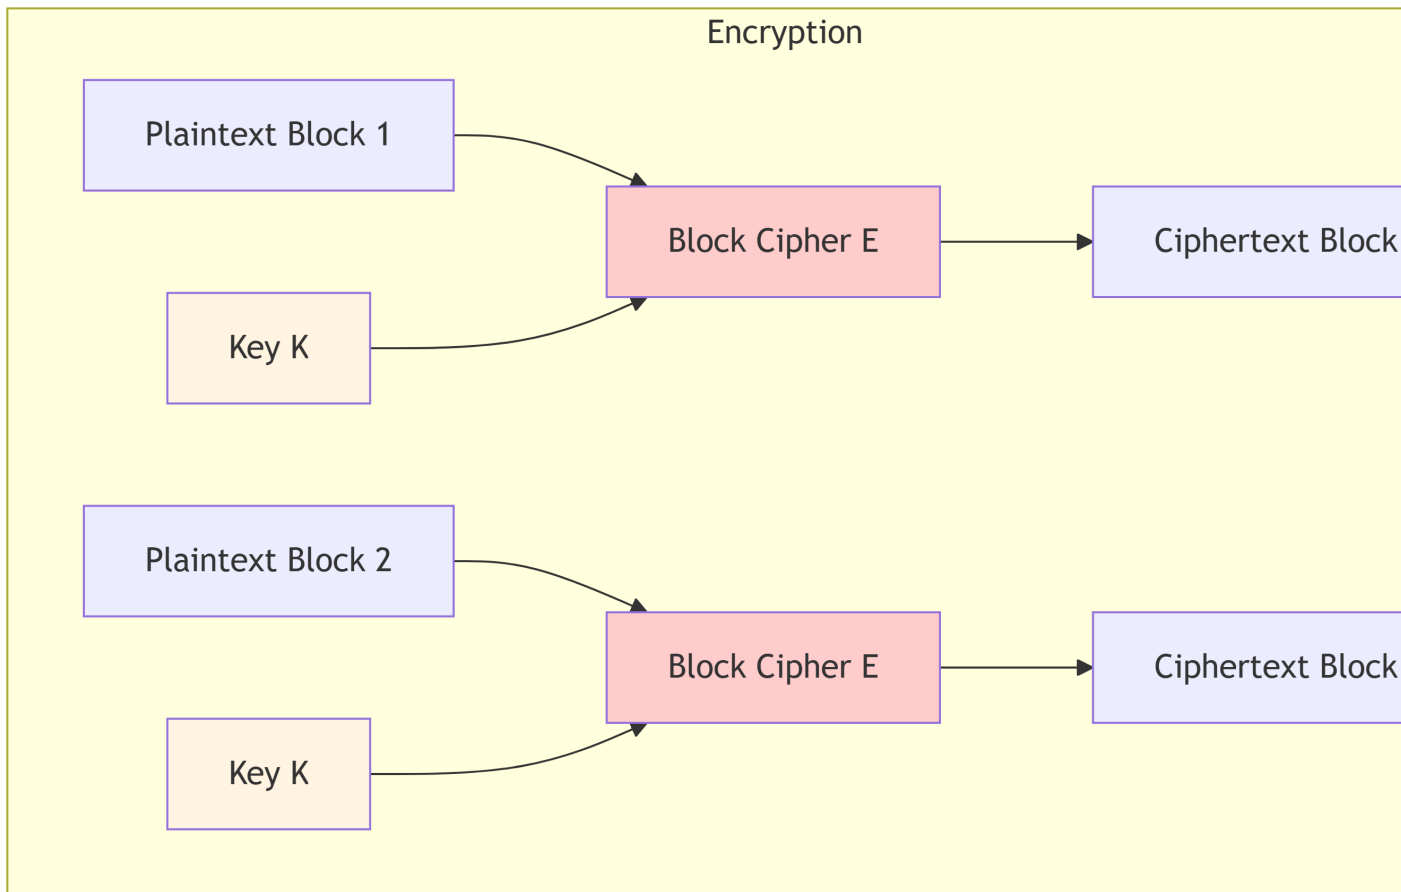 Encryption
Plaintext Block 1
Block Cipher E
Ciphertext Block
Key K
Plaintext Block 2
Block Cipher E
Ciphertext Block
Key K